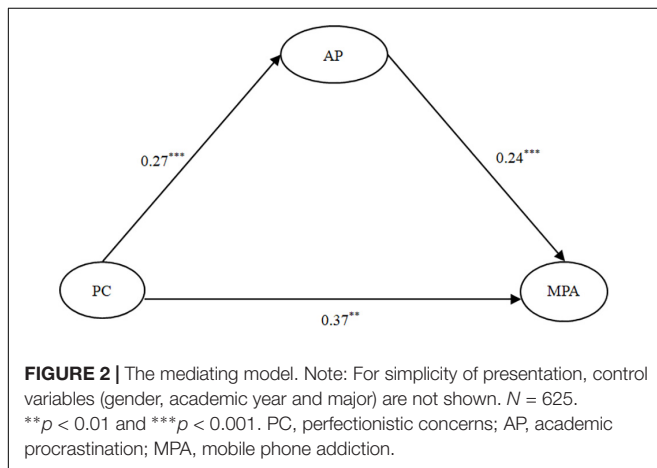 AP
0.27***
0.24***
PC
MPA
0.37**
FIGURE 2 | The mediating model. Note: For simplicity of presentation, control
variables (gender, academic year and major) are not shown. N = 625.
**p < 0.01 and ***p < 0.001. PC, perfectionistic concerns; AP, academic
procrastination; MPA, mobile phone addiction.